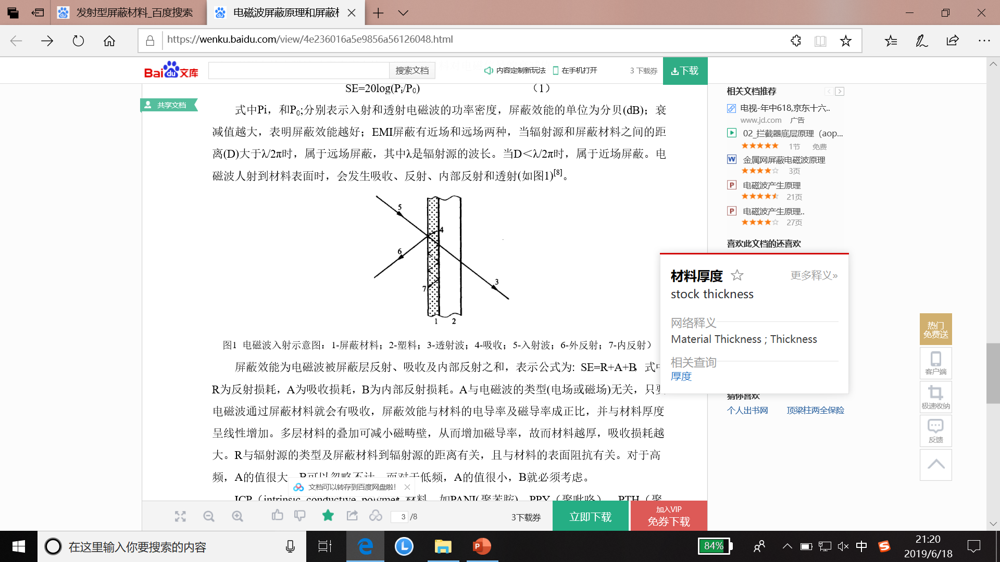 发射型屏蔽材料_百度搜索
电磁波屏蔽原理和屏蔽材
https://wenku.baidu.com/view/4e236016a5e9856a56126048.html
Bai du 文库
搜索文档
内容定制新玩法
在手机打开
3 下载券
下载
共享文档
SE=20log(Pi/P0) （1）
式中Pi，和P0;分别表示入射和透射电磁波的功率密度，屏蔽效能的单位为分贝(dB)；衰
减值越大，表明屏蔽效能越好；EMI屏蔽有近场和远场两种，当辐射源和屏蔽材料之间的距
离(D)大于λ/2π时，属于远场屏蔽，其中λ是辐射源的波长。当D＜λ/2π时，属于近场屏蔽。电
磁波人射到材料表面时，会发生吸收、反射、内部反射和透射(如图1)[8]。
5
4
6
7
3
1
2
图1 电磁波入射示意图：1-屏蔽材料；2-塑料；3-透射波；4-吸收；5-入射波；6-外反射；7-内反射）
屏蔽效能为电磁波被屏蔽层反射、吸收及内部反射之和，表示公式为: SE=R+A+B，式中
R为反射损耗，A为吸收损耗，B为内部反射损耗。A与电磁波的类型(电场或磁场)无关，只要
电磁波通过屏蔽材料就会有吸收，屏蔽效能与材料的电导率及磁导率成正比，并与材料厚度
呈线性增加。多层材料的叠加可减小磁畴壁，从而增加磁导率，故而材料越厚，吸收损耗越
大。R与辐射源的类型及屏蔽材料到辐射源的距离有关，且与材料的表面阻抗有关。对于高
频，A的值很大，B可以忽略不计，而对于低频，A的值很小，B就必须考虑。
文档可以转存到百度网盘啦！
ICP（intrinsic conductive polymer）材料，如PANI(聚苯胺)、PPY（聚吡咯）、PTH（聚
3 /8
3下载券
立即下载
加入VIP
免券下载
相关文档推荐
电视-年中618,京东十六..
www.jd.com 广告
02_拦截器底层原理（aop...
1节 免费
金属网屏蔽电磁波原理
3页
电磁波产生原理
21页
电磁波产生原理..
27页
喜欢此文档的还喜欢
材料厚度
更多释义»
stock thickness
网络释义
Material Thickness ; Thickness
相关查询
厚度
猜你喜欢
个人出书网 顶梁柱两全保险
热门
免费送
客户端
极速收纳
反馈
在这里输入你要搜索的内容
84%
中
21:20
2019/6/18